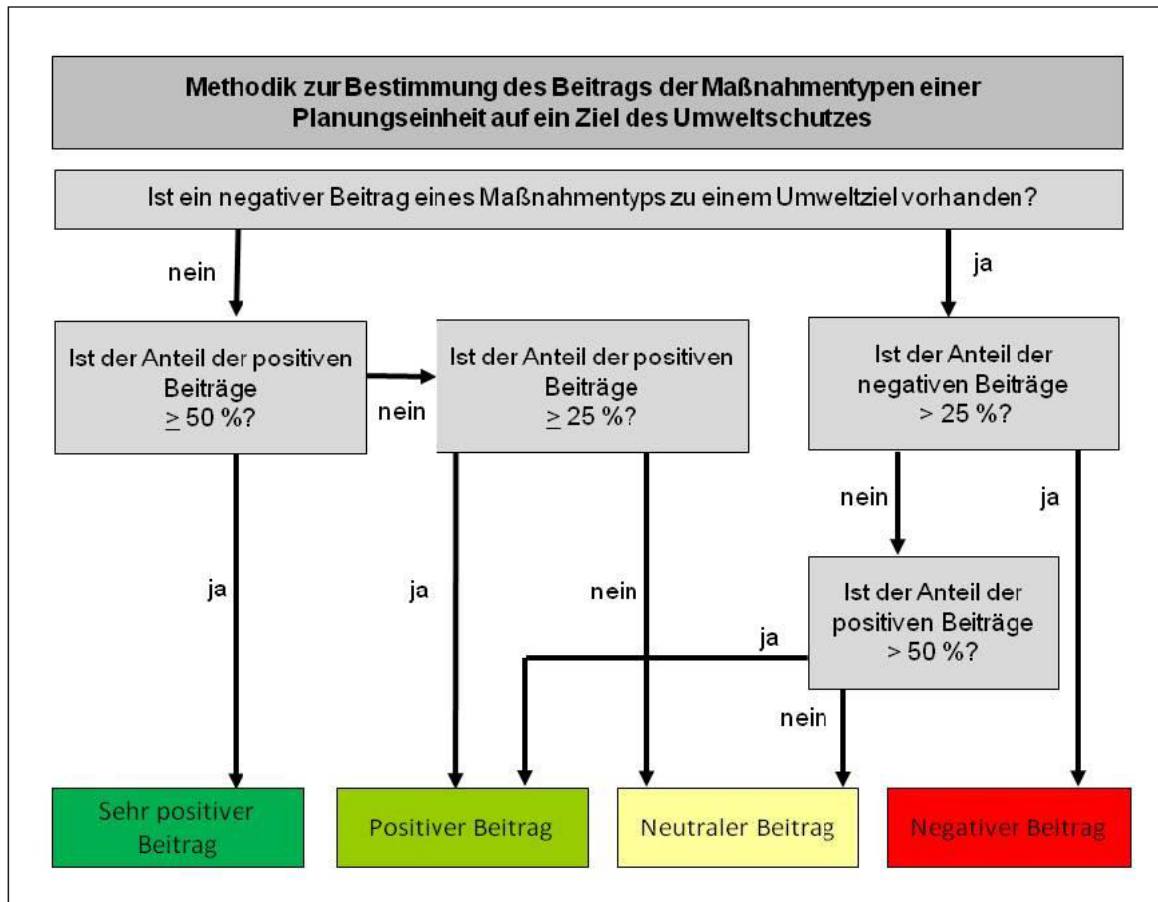 Methodik zur Bestimmung des Beitrags der Maßnahmentypen einer
Planungseinheit auf ein Ziel des Umweltschutzes
Ist ein negativer Beitrag eines Maßnahmentyps zu einem Umweltziel vorhanden?
nein
ja
Ist der Anteil der positiven
Beiträge
≥ 50 %?
nein
Ist der Anteil der positiven
Beiträge
≥ 25 %?
Ist der Anteil der
negativen Beiträge
> 25 %?
nein
ja
ja
ja
nein
Ist der Anteil der
positiven Beiträge
> 50 %?
ja
nein
Sehr positiver
Beitrag
Positiver Beitrag
Neutraler Beitrag
Negativer Beitrag